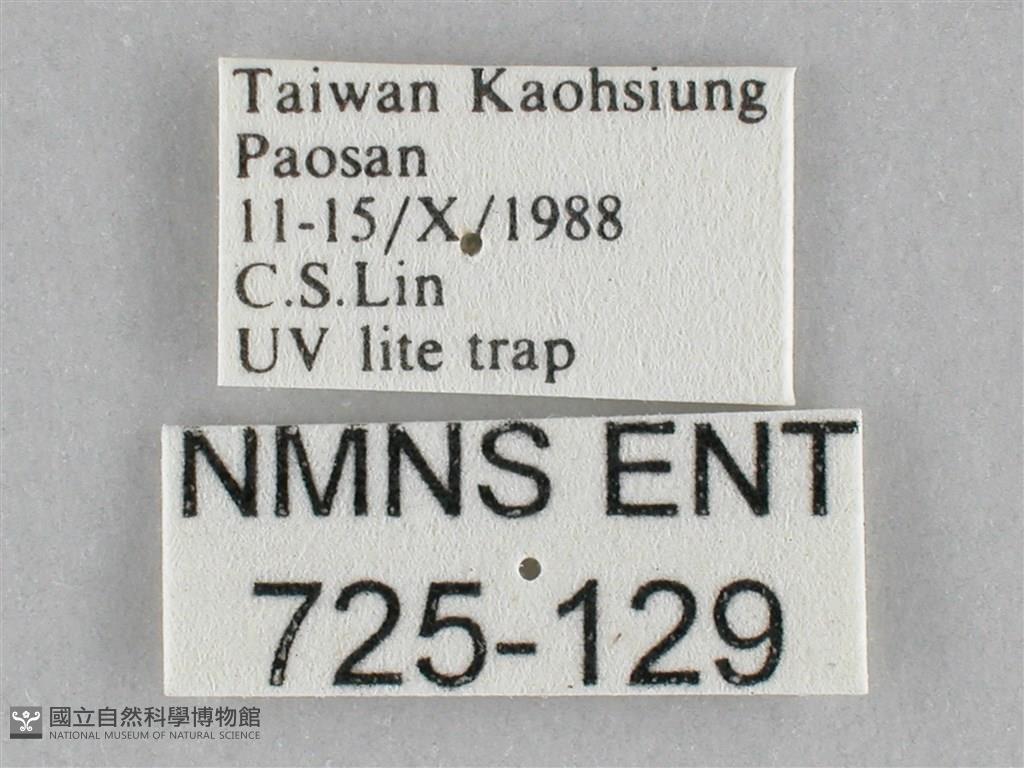 Taiwan Kaohsiung
Paosan
11-15/X/1988
C.S.Lin
UV lite trap
NMNS ENT
725-129
國立自然科學博物館
NATIONAL MUSEUM OF NATURAL SCIENCE